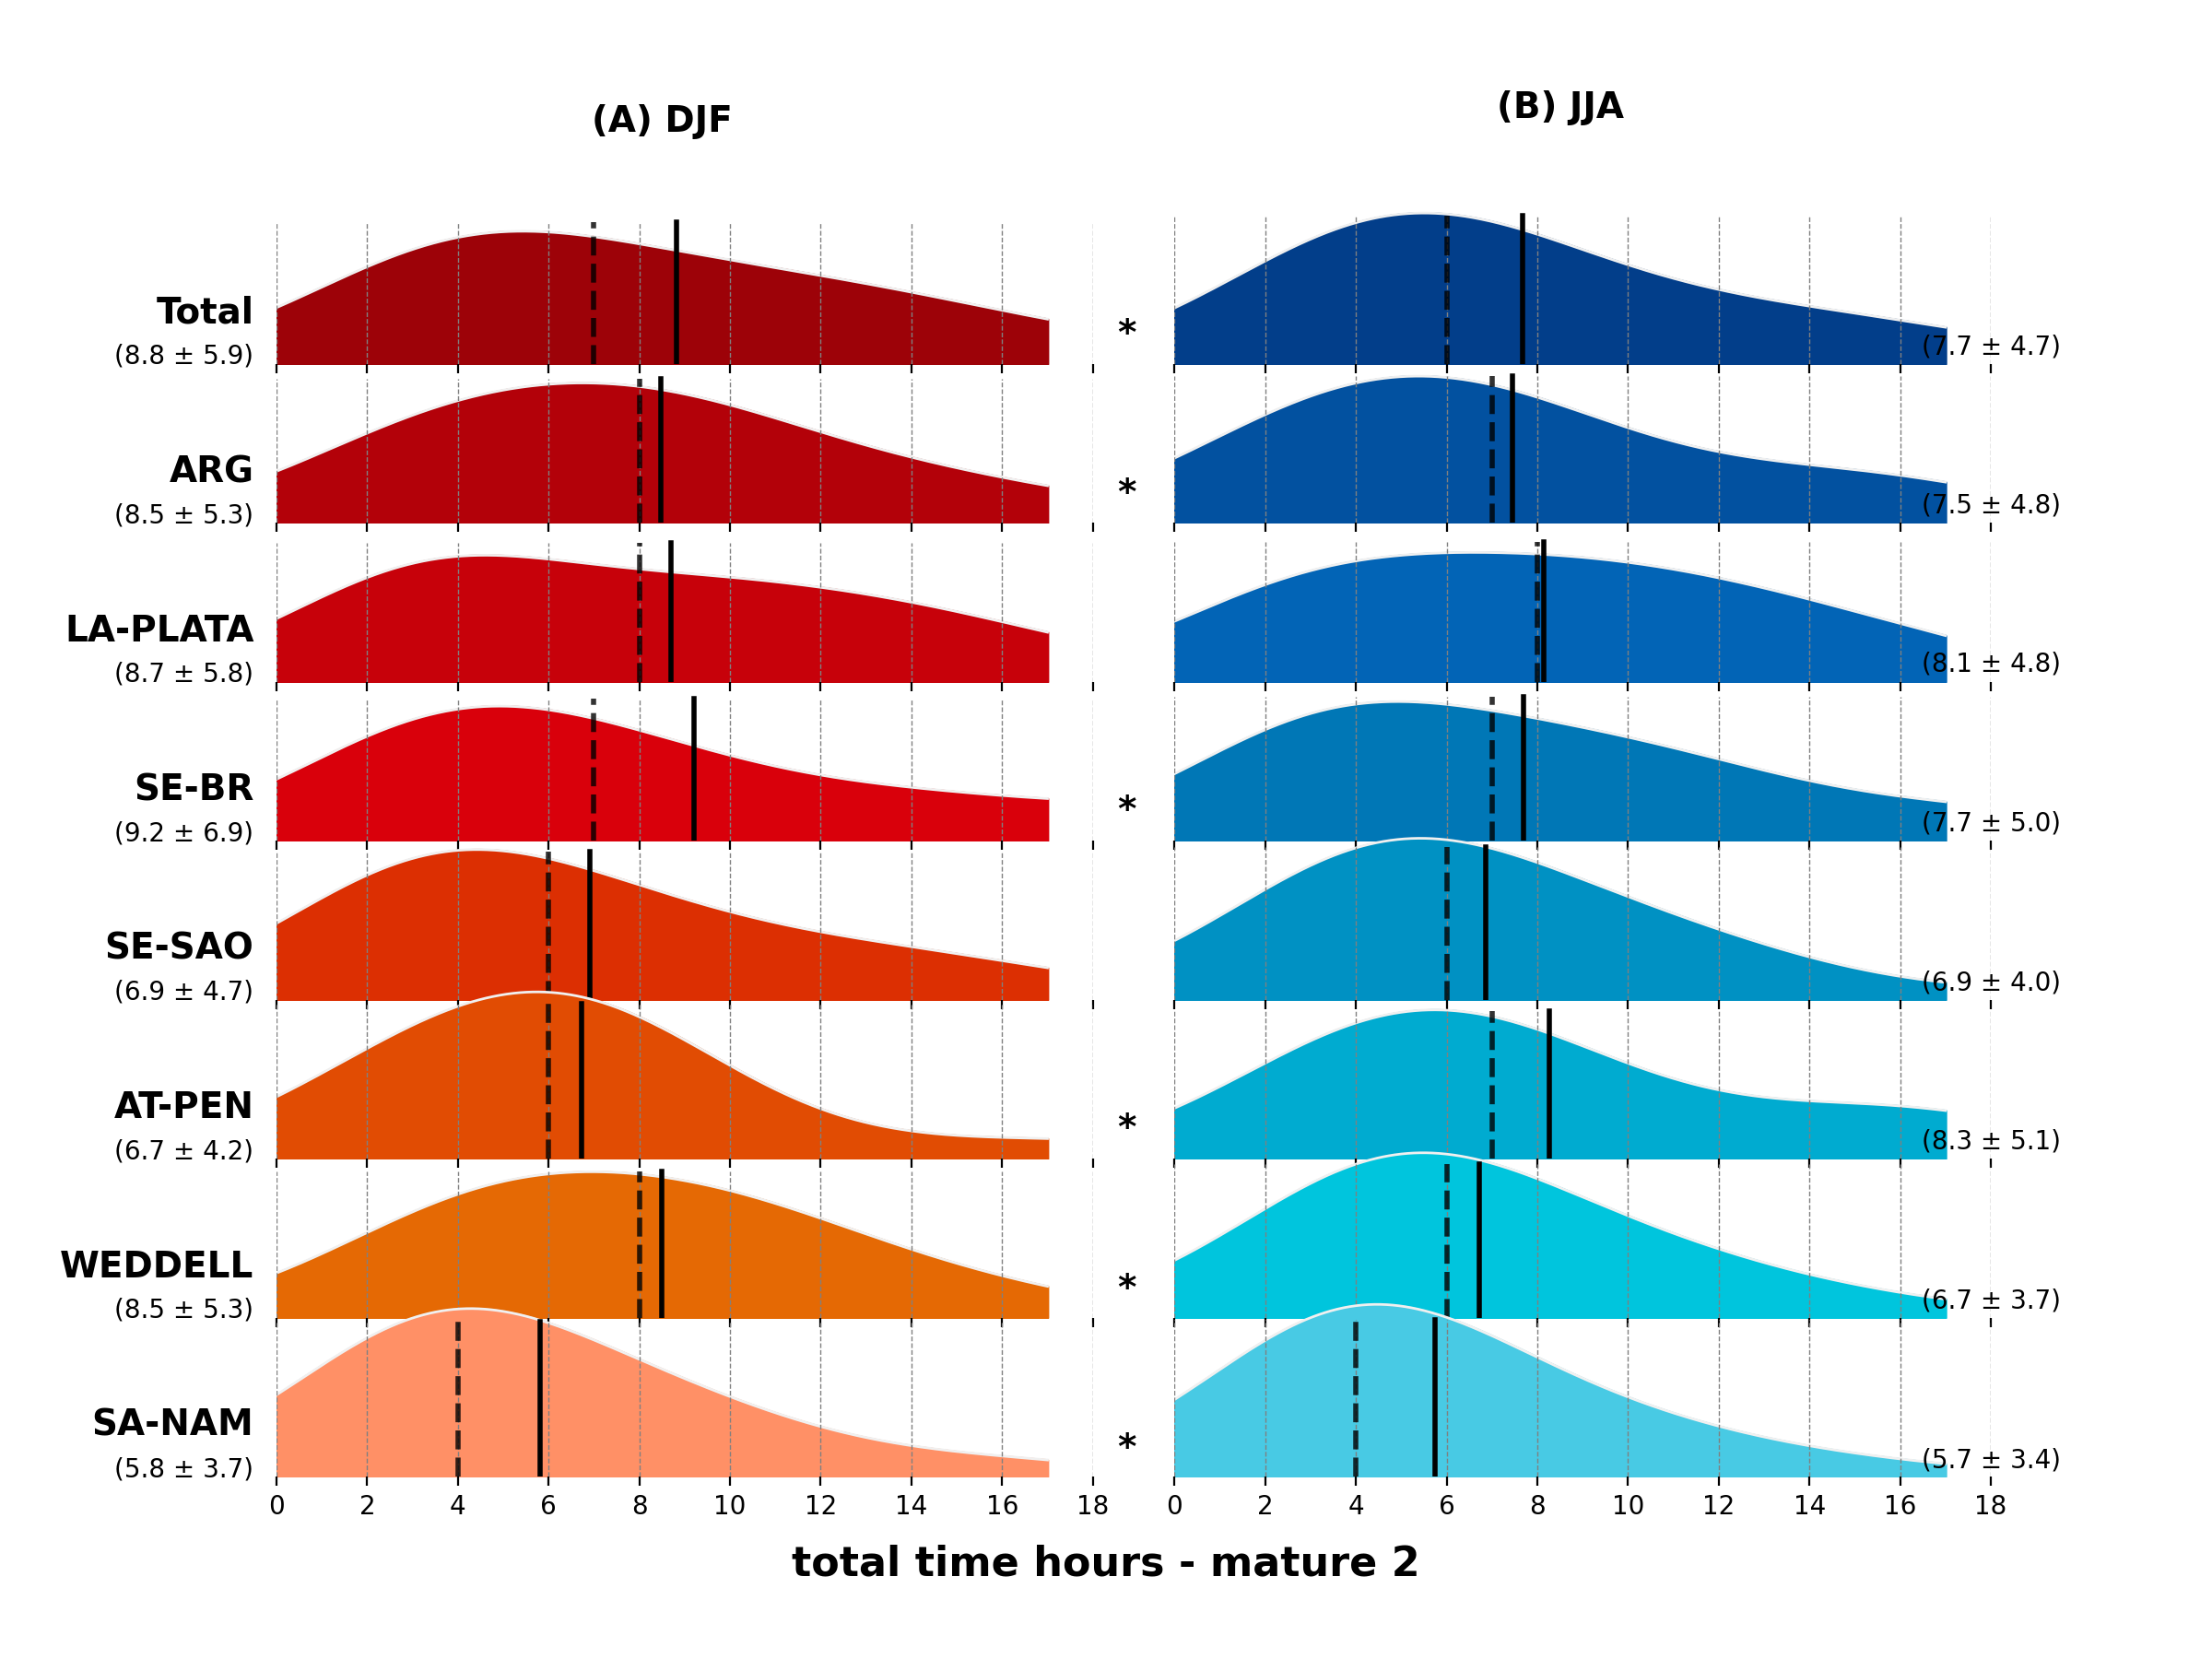 (A) DJF
(B) JJA
Total
(8.8 ± 5.9)
*
(7.7 ± 4.7)
ARG
(8.5 ± 5.3)
*
(7.5 ± 4.8)
LA-PLATA
(8.7 ± 5.8)
(8.1 ± 4.8)
SE-BR
(9.2 ± 6.9)
*
(7.7 ± 5.0)
SE-SAO
(6.9 ± 4.7)
(6.9 ± 4.0)
AT-PEN
(6.7 ± 4.2)
*
(8.3 ± 5.1)
WEDDELL
(8.5 ± 5.3)
*
(6.7 ± 3.7)
SA-NAM
(5.8 ± 3.7)
*
(5.7 ± 3.4)
0 2 4 6 8 10 12 14 16 18
0 2 4 6 8 10 12 14 16 18
total time hours - mature 2